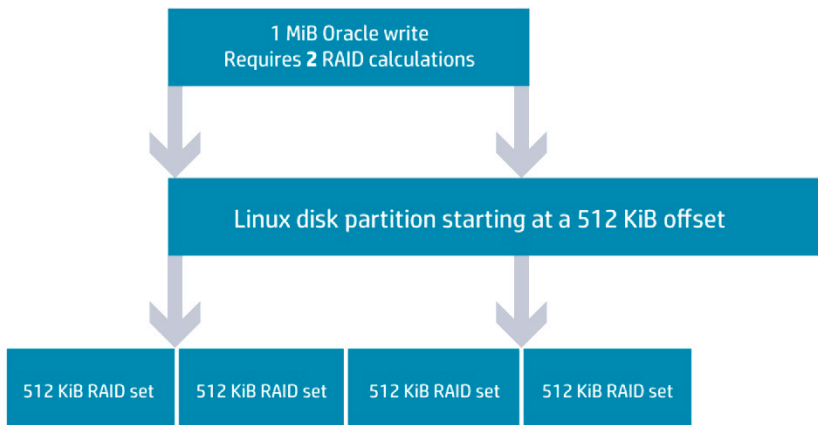 1 MiB Oracle write
Requires 2 RAID calculations
Linux disk partition starting at a 512 KiB offset
512 KiB RAID set
512 KiB RAID set
512 KiB RAID set
512 KiB RAID set